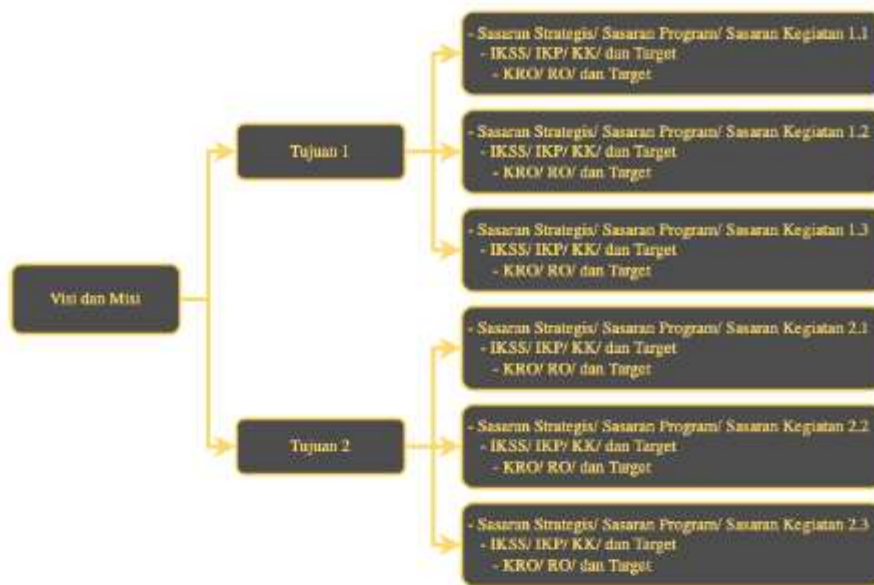 Visi dan Misi
Tujuan 1
- Sasaran Strategis/ Sasaran Program/ Sasaran Kegiatan 1.1
- IKSS/ IKP/ KK/ dan Target
- KRO/ RO/ dan Target
- Sasaran Strategis/ Sasaran Program/ Sasaran Kegiatan 1.2
- IKSS/ IKP/ KK/ dan Target
- KRO/ RO/ dan Target
- Sasaran Strategis/ Sasaran Program/ Sasaran Kegiatan 1.3
- IKSS/ IKP/ KK/ dan Target
- KRO/ RO/ dan Target
Tujuan 2
- Sasaran Strategis/ Sasaran Program/ Sasaran Kegiatan 2.1
- IKSS/ IKP/ KK/ dan Target
- KRO/ RO/ dan Target
- Sasaran Strategis/ Sasaran Program/ Sasaran Kegiatan 2.2
- IKSS/ IKP/ KK/ dan Target
- KRO/ RO/ dan Target
- Sasaran Strategis/ Sasaran Program/ Sasaran Kegiatan 2.3
- IKSS/ IKP/ KK/ dan Target
- KRO/ RO/ dan Target